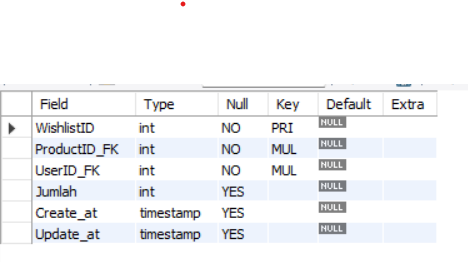 Field Type Null Key Default Extra
WishlistID int NO PRI NULL
ProductID_FK int NO MUL NULL
UserID_FK int NO MUL NULL
Jumlah int YES NULL
Create_at timestamp YES NULL
Update_at timestamp YES NULL